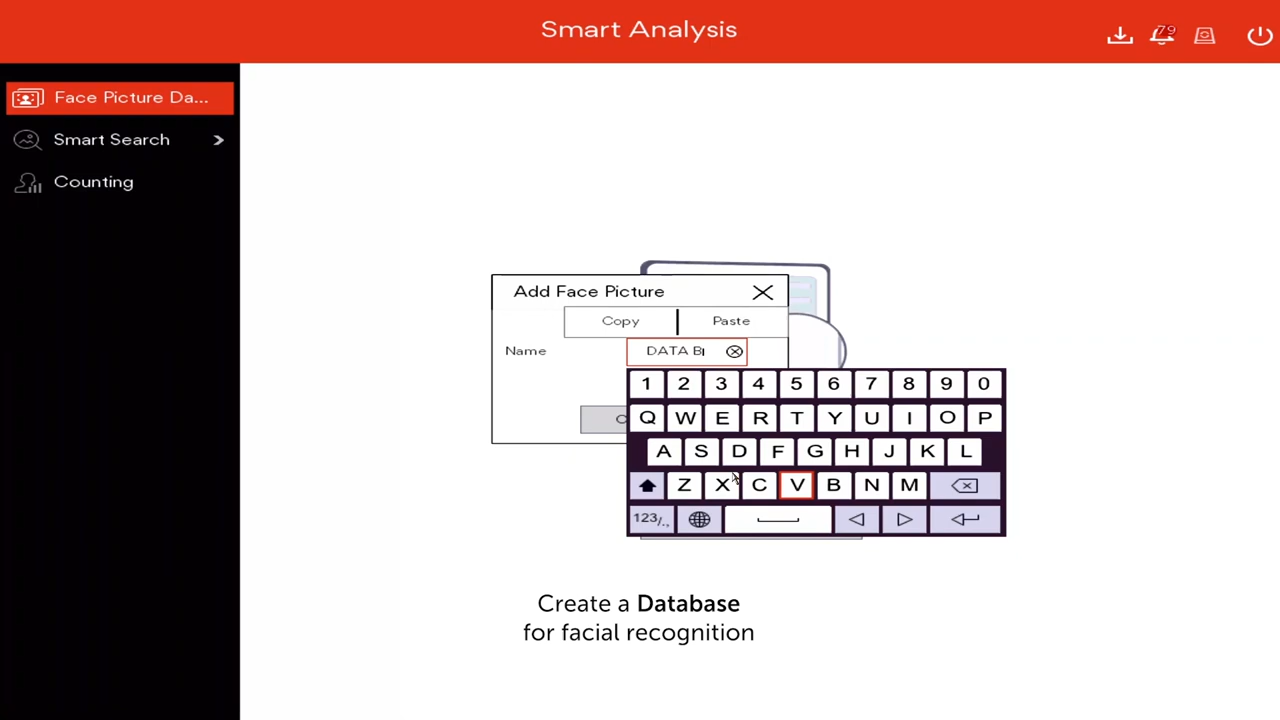 Smart Analysis
79
Face Picture Da...
Smart Search
Counting
Add Face Picture
Copy
Paste
Name
DATA B
C
1 2 3 4 5 6 7 8 9 0
Q W E R T Y U I O P
A S D F G H J K L
Z X C V B N M
123/.,
Create a Database
for facial recognition